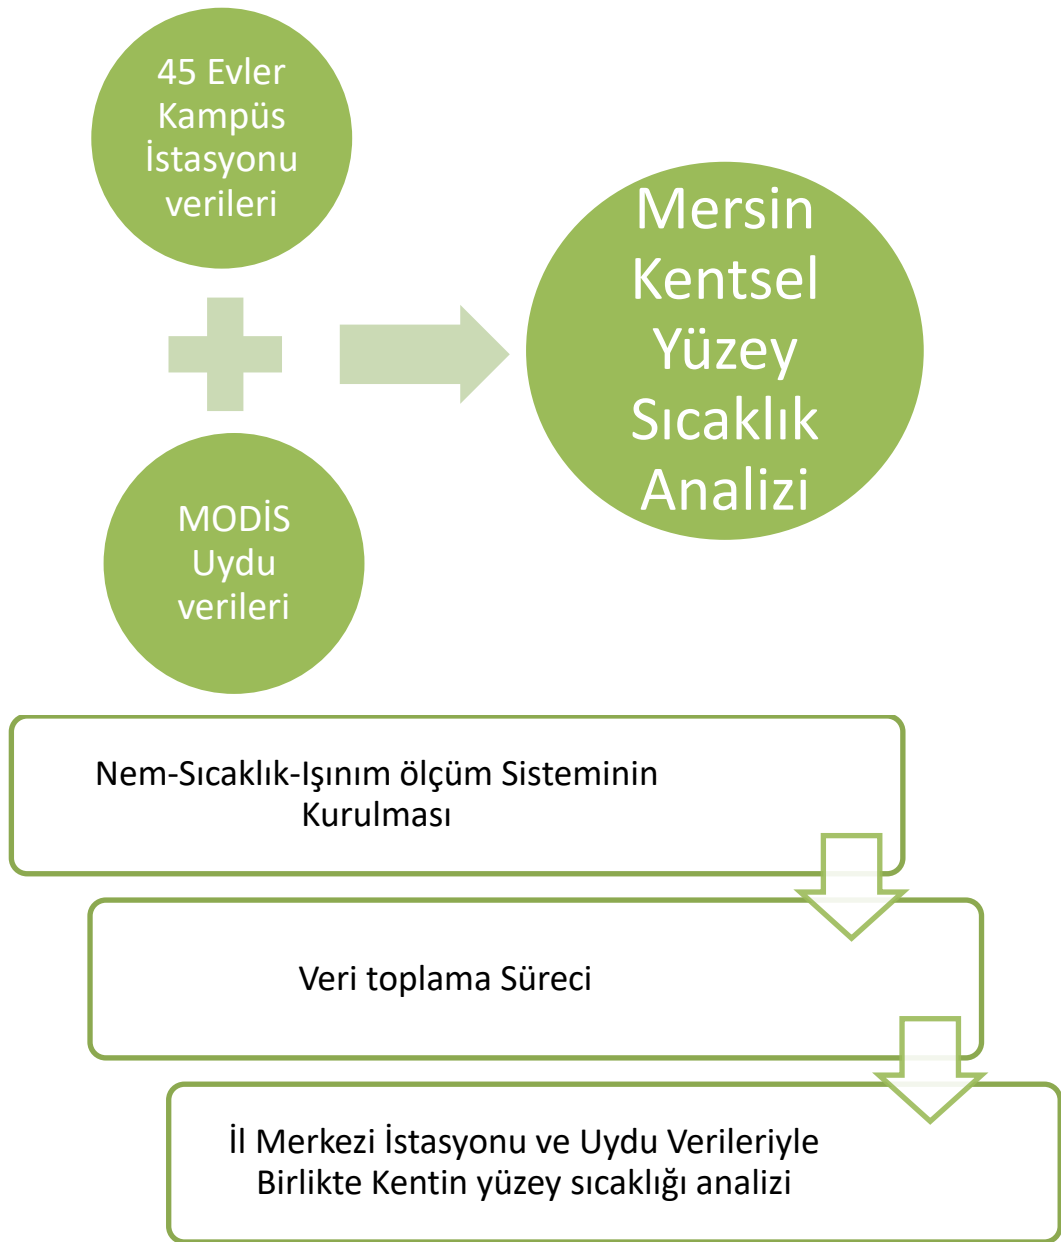 45 Evler
Kampüs
İstasyonu
verileri
MODİS
Uydu
verileri
Mersin
Kentsel
Yüzey
Sıcaklık
Analizi
Nem-Sıcaklık-Işınım ölçüm Sisteminin
Kurulması
Veri toplama Süreci
İl Merkezi İstasyonu ve Uydu Verileriyle
Birlikte Kentin yüzey sıcaklığı analizi